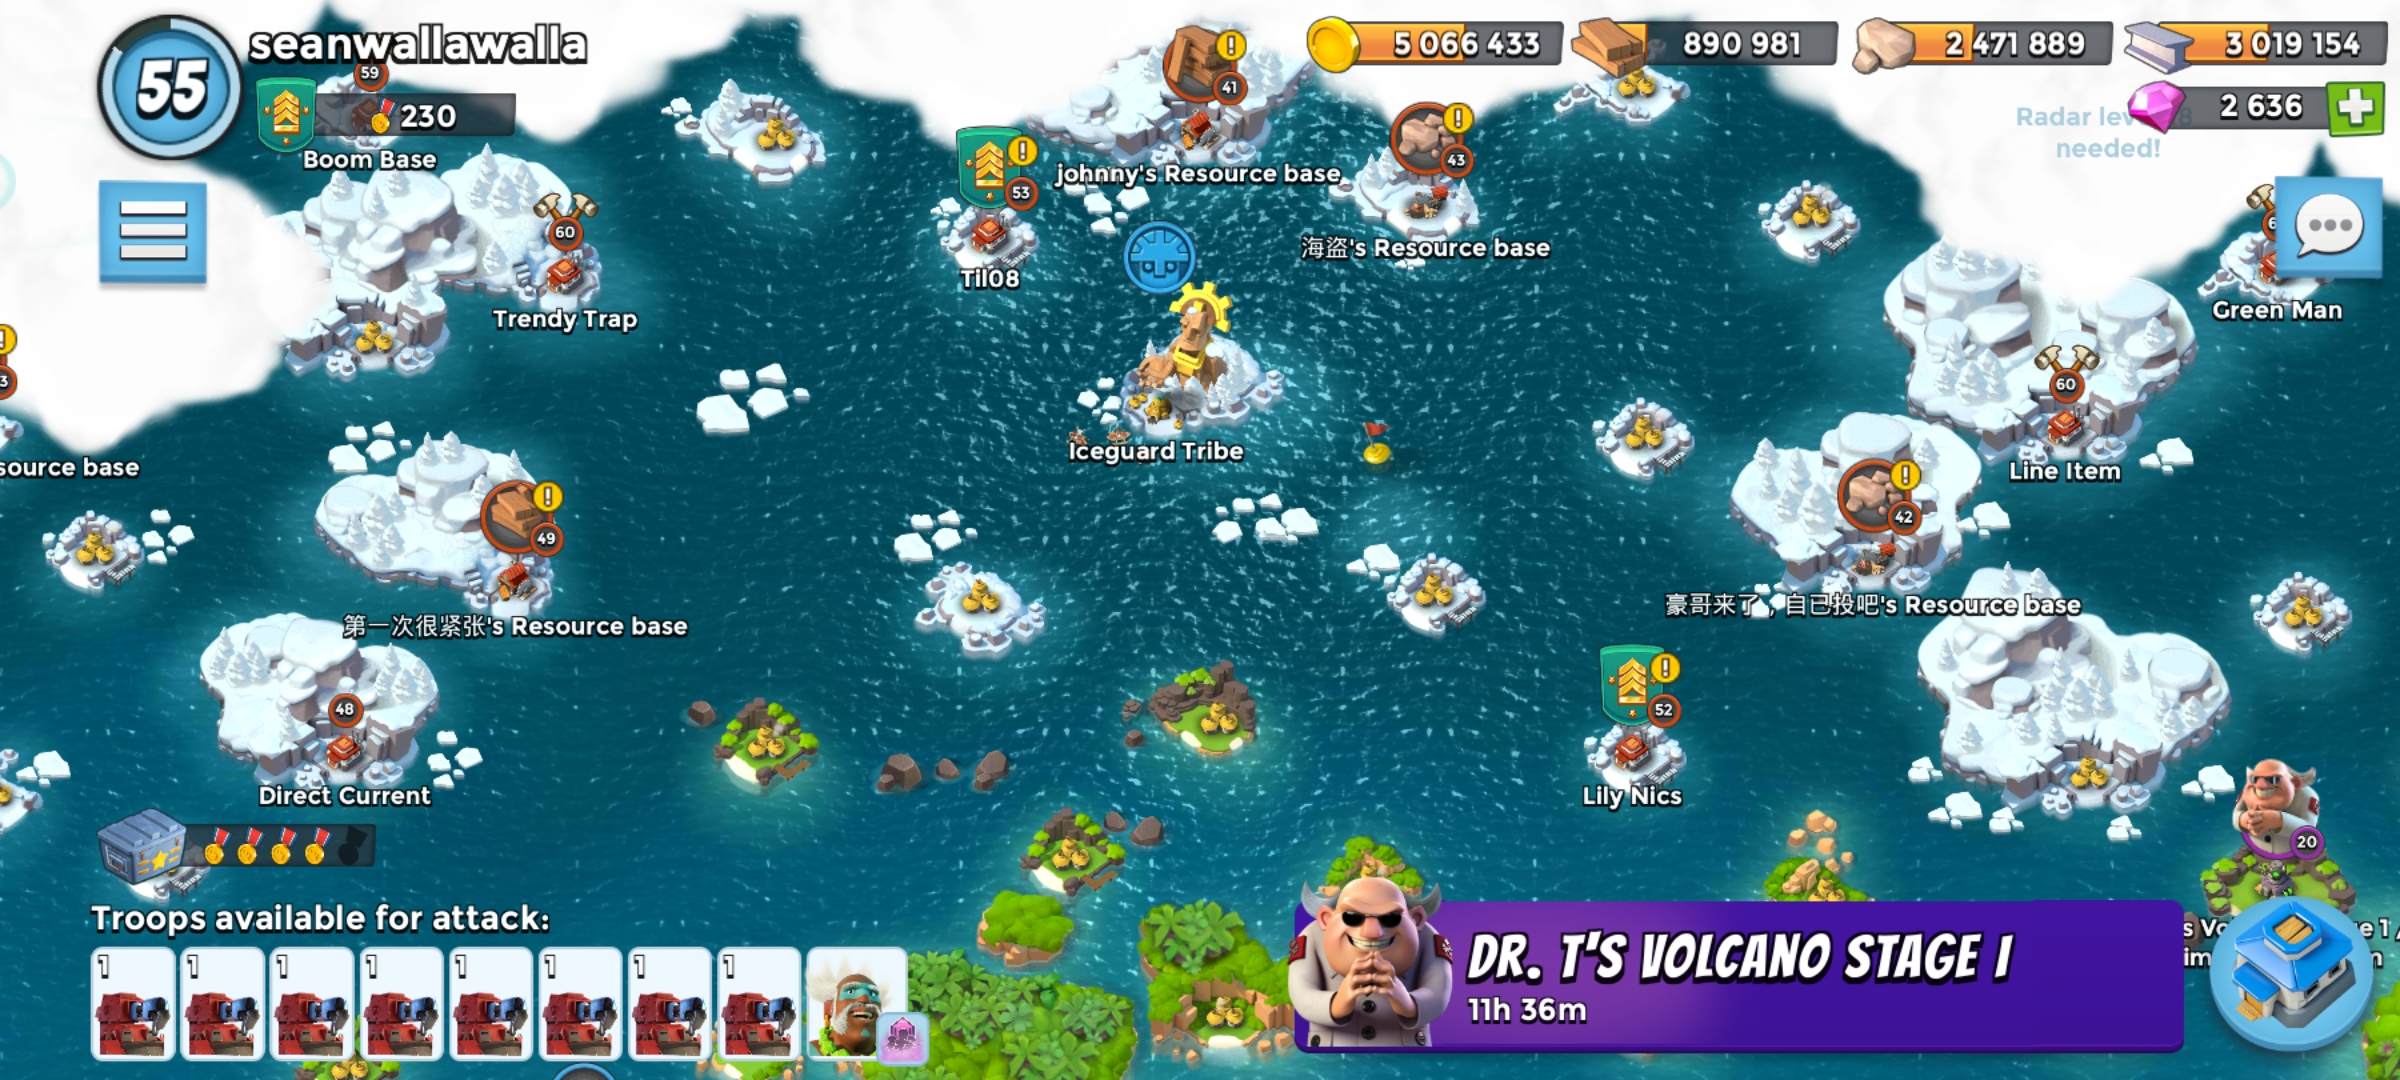 55
seanwallawalla
59
230
Boom Base
41
5 066 433
890 981
2 471 889
3 019 154
2 636
Radar lev
needed!
43
53
johnny's Resource base
海盗's Resource base
Til08
60
Trendy Trap
Green Man
60
Line Item
Iceguard Tribe
source base
49
42
第一次很紧张's Resource base
豪哥来了，自已投吧's Resource base
48
Direct Current
52
Lily Nics
20
Troops available for attack:
1
1
1
1
1
1
1
1
DR. T'S VOLCANO STAGE I
11h 36m